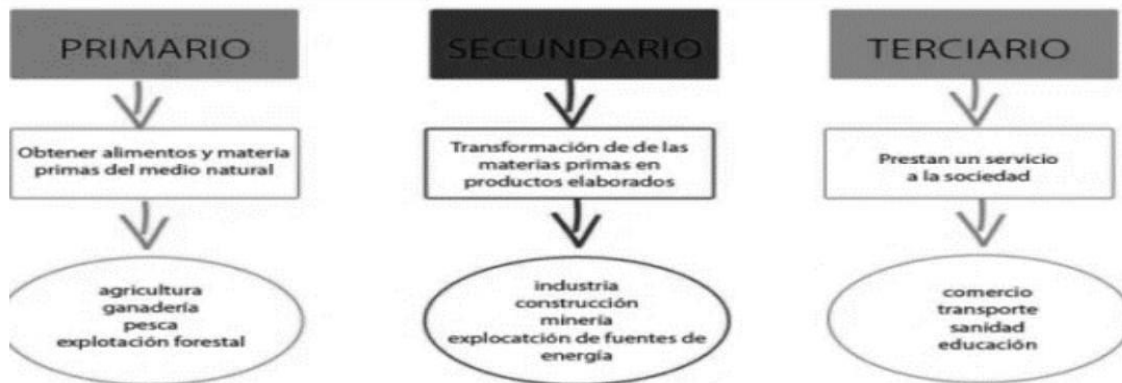 PRIMARIO
Obtener alimentos y materia
primas del medio natural
agricultura
ganadería
pesca
explotación forestal
SECUNDARIO
Transformación de de las
materias primas en
productos elaborados
industria
construcción
minería
explocatción de fuentes de
energía
TERCIARIO
Prestan un servicio
a la sociedad
comercio
transporte
sanidad
educación